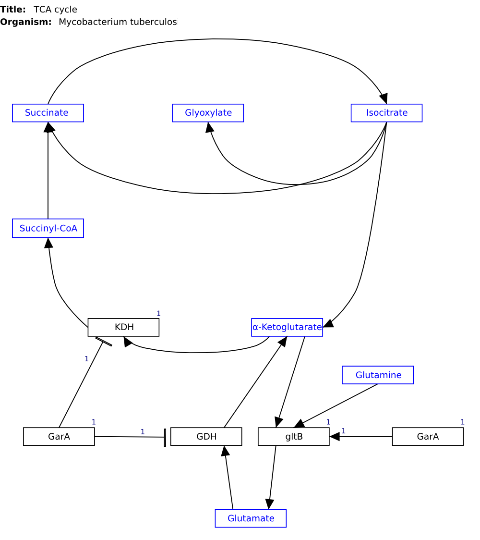 Title: TCA cycle
Organism: Mycobacterium tuberculos
Succinate
Glyoxylate
Isocitrate
Succinyl-CoA
1
KDH
α-Ketoglutarate
1
Glutamine
1
1
1
1
1
GarA
GDH
gltB
GarA
Glutamate